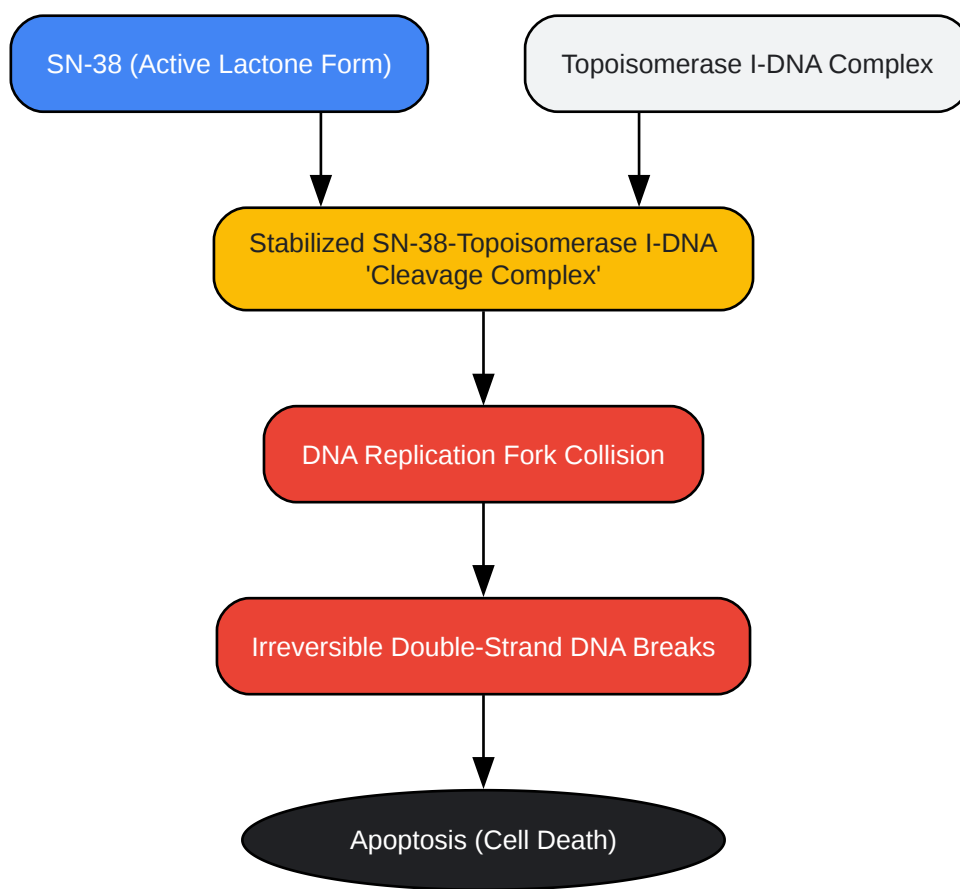 SN-38 (Active Lactone Form)
Topoisomerase I-DNA Complex
Stabilized SN-38-Topoisomerase I-DNA
'Cleavage Complex'
DNA Replication Fork Collision
Irreversible Double-Strand DNA Breaks
Apoptosis (Cell Death)